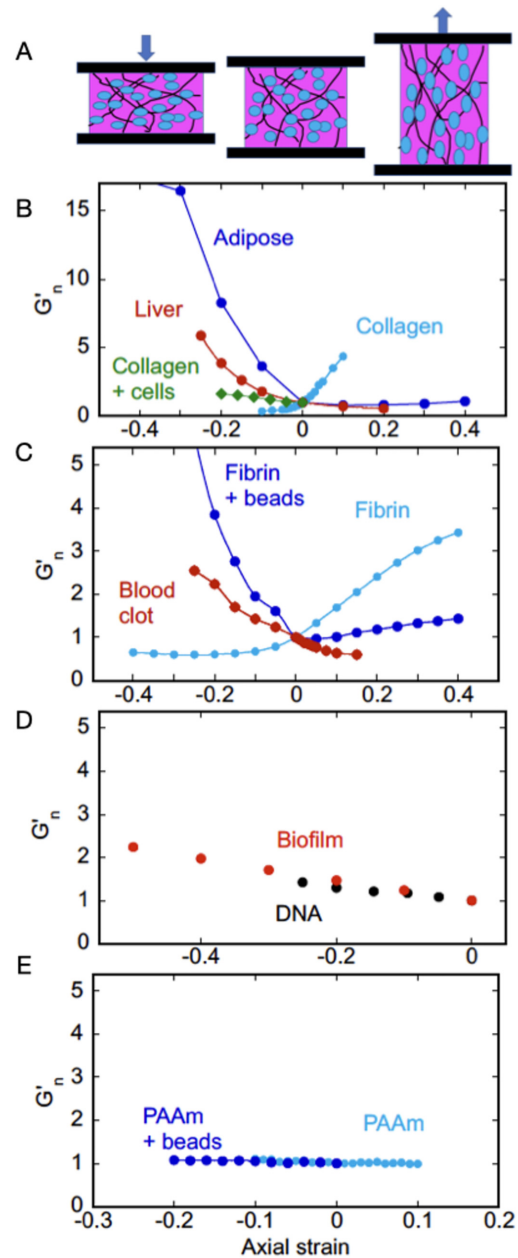 A
B
15
10
5
0
G'n
Adipose
Liver
Collagen
Collagen
+ cells
-0.4
-0.2
0
0.2
0.4
C
5
4
3
2
1
0
G'n
Fibrin
+ beads
Fibrin
Blood
clot
-0.4
-0.2
0
0.2
0.4
D
5
4
3
2
1
0
G'n
Biofilm
DNA
-0.4
-0.2
0
E
5
4
3
2
1
0
G'n
PAAm
+ beads
PAAm
-0.3
-0.2
-0.1
0
0.1
0.2
Axial strain